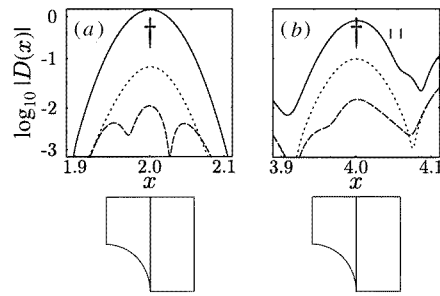 (a) † 0 -1 -2 -3
log₁₀ |D(x)|
1.9 2.0 2.1
x
(b) †
3.9 4.0 4.1
x